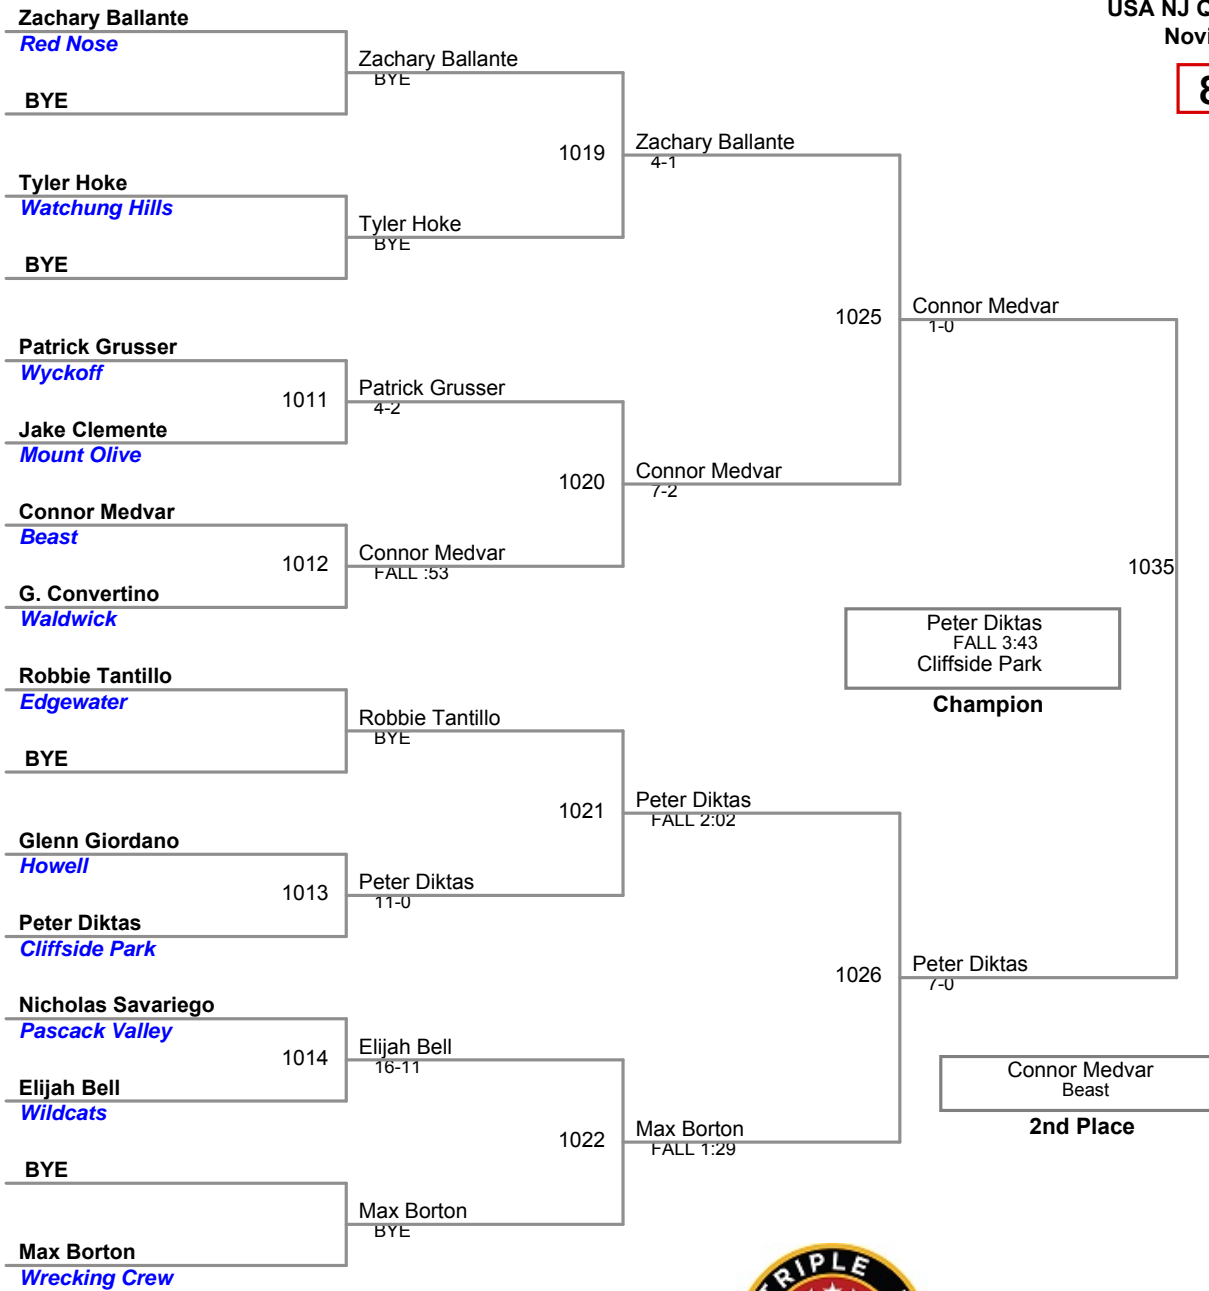 Zachary Ballante
Red Nose
BYE
Tyler Hoke
Watchung Hills
BYE
Patrick Grusser
Wyckoff
1011
Jake Clemente
Mount Olive
Connor Medvar
Beast
1012
G. Convertino
Waldwick
Robbie Tantillo
Edgewater
BYE
Glenn Giordano
Howell
1013
Peter Diktas
Cliffside Park
Nicholas Savariego
Pascack Valley
1014
Elijah Bell
Wildcats
BYE
Max Borton
Wrecking Crew
Zachary Ballante
BYE
1019
Tyler Hoke
BYE
Patrick Grusser
4-2
1020
Connor Medvar
FALL :53
Robbie Tantillo
BYE
1021
Peter Diktas
11-0
Elijah Bell
16-11
1022
Max Borton
BYE
Zachary Ballante
4-1
1025
Connor Medvar
7-2
Peter Diktas
FALL 2:02
1026
Max Borton
FALL 1:29
Connor Medvar
1-0
1035
Peter Diktas
7-0
Peter Diktas
FALL 3:43
Cliffside Park
Champion
Connor Medvar
Beast
2nd Place
USA NJ
TRIPLE